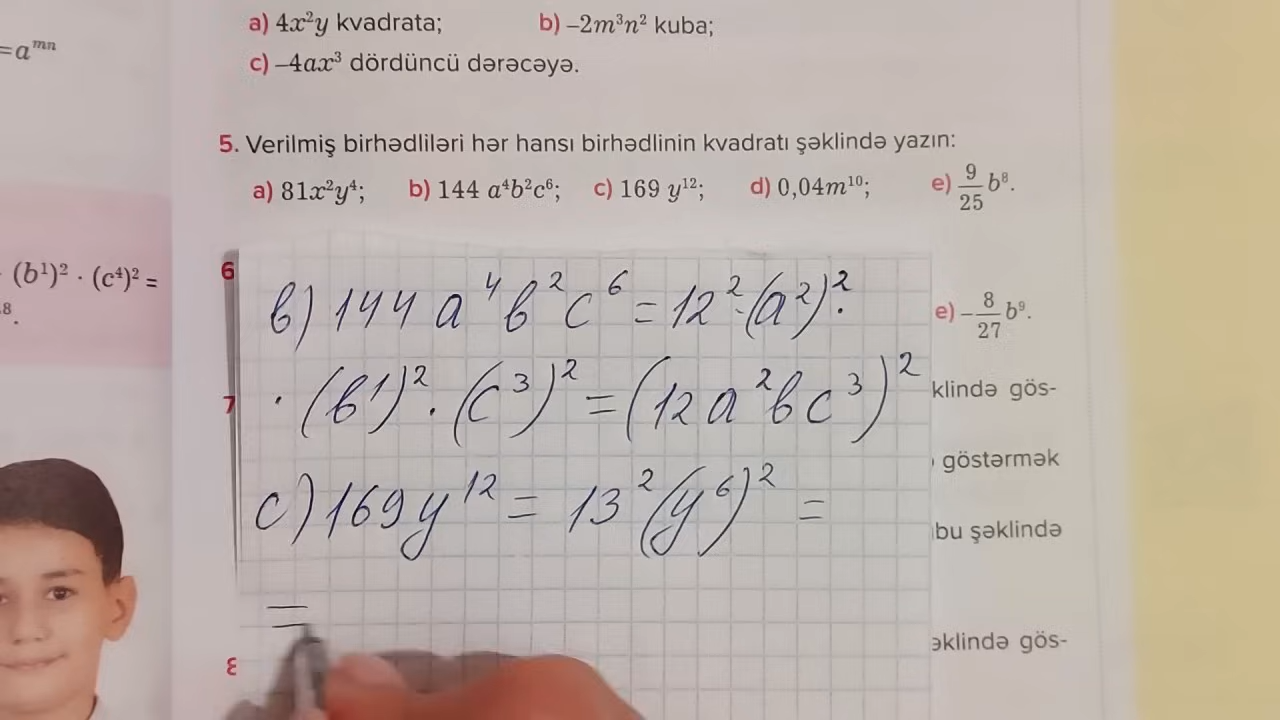 =aᵐⁿ
a) 4x²y kvadrata; b) –2m³n² kuba;
c) –4ax³ dördüncü dərəcəyə.
5. Verilmiş birhədliləri hər hansı birhədlinin kvadratı şəklində yazın:
a) 81x²y⁴; b) 144 a⁴b²c⁶; c) 169 y¹²; d) 0,04m¹⁰; e) 9/25 b⁸.
· (b¹)² · (c⁴)² =
8.
6
b) 144 a⁴b²c⁶ = 12²·(a²)²·
e) –8/27 b⁹.
7
· (b¹)² · (c³)² = (12a²bc³)²
klində gös-
göstərmək
c) 169y¹² = 13²(y⁶)² =
bu şəklində
=
əklində gös-